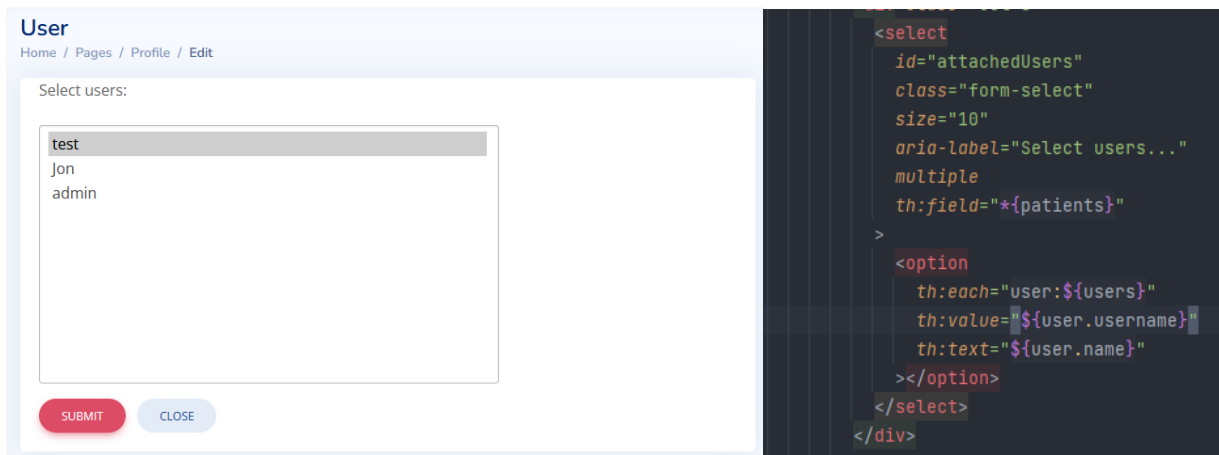 User
Home / Pages / Profile / Edit
Select users:
test
Jon
admin
SUBMIT
CLOSE
<select
id="attachedUsers"
class="form-select"
size="10"
aria-label="Select users..."
multiple
th:field="*{patients}"
>
<option
th:each="user:${users}"
th:value="${user.username}"
th:text="${user.name}"
></option>
</select>
</div>